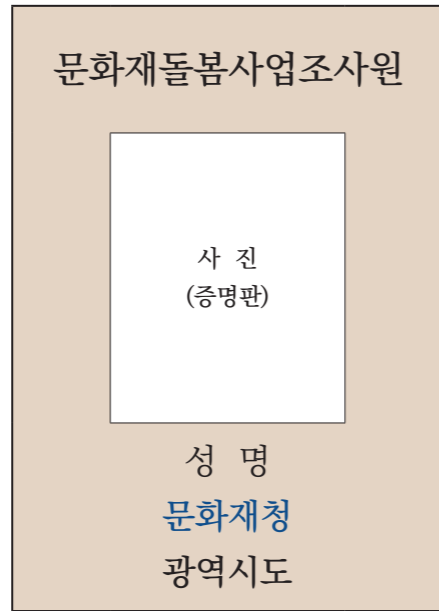 문화재돌봄사업조사원
사 진
(증명판)
성 명
문화재청
광역시도